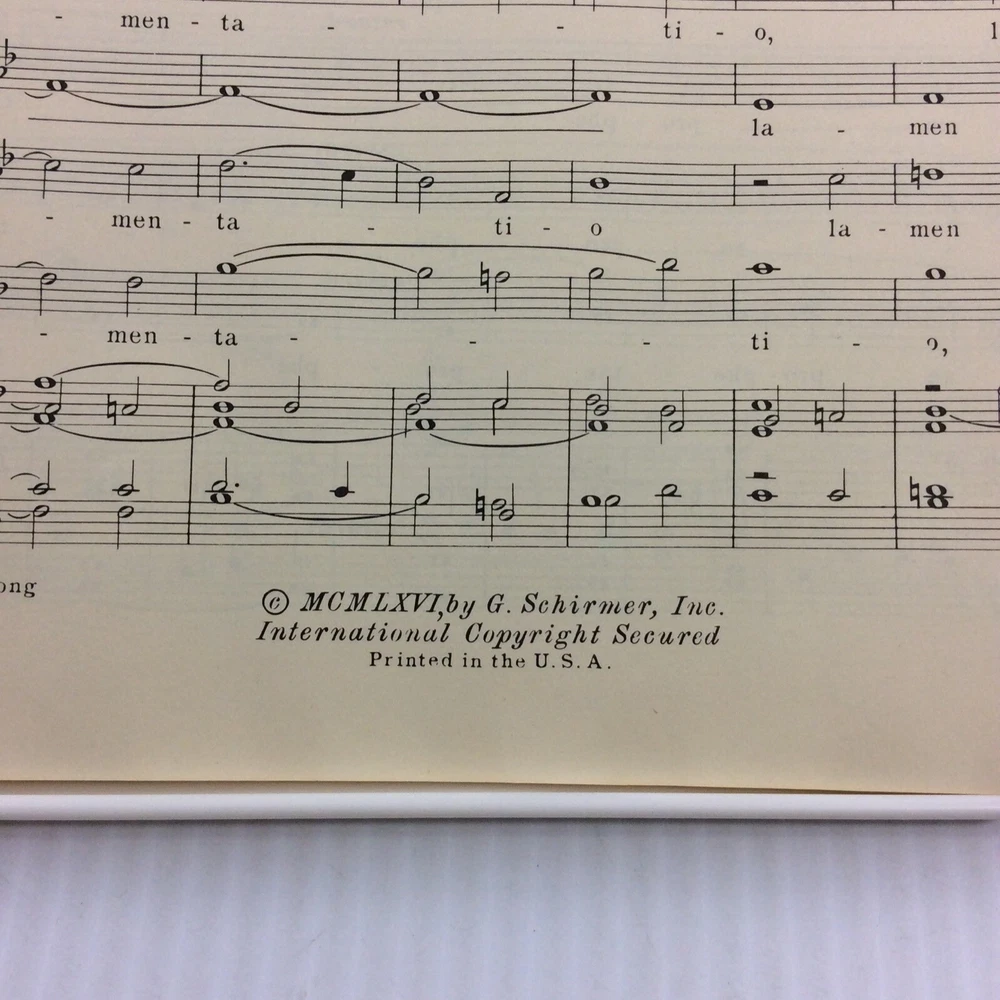 - men - ta - - ti - o, l
la - men
- men - ta - ti - o la - men
- men - ta - - - ti - o,
ong
© MCMLXVI, by G. Schirmer, Inc.
International Copyright Secured
Printed in the U.S.A.